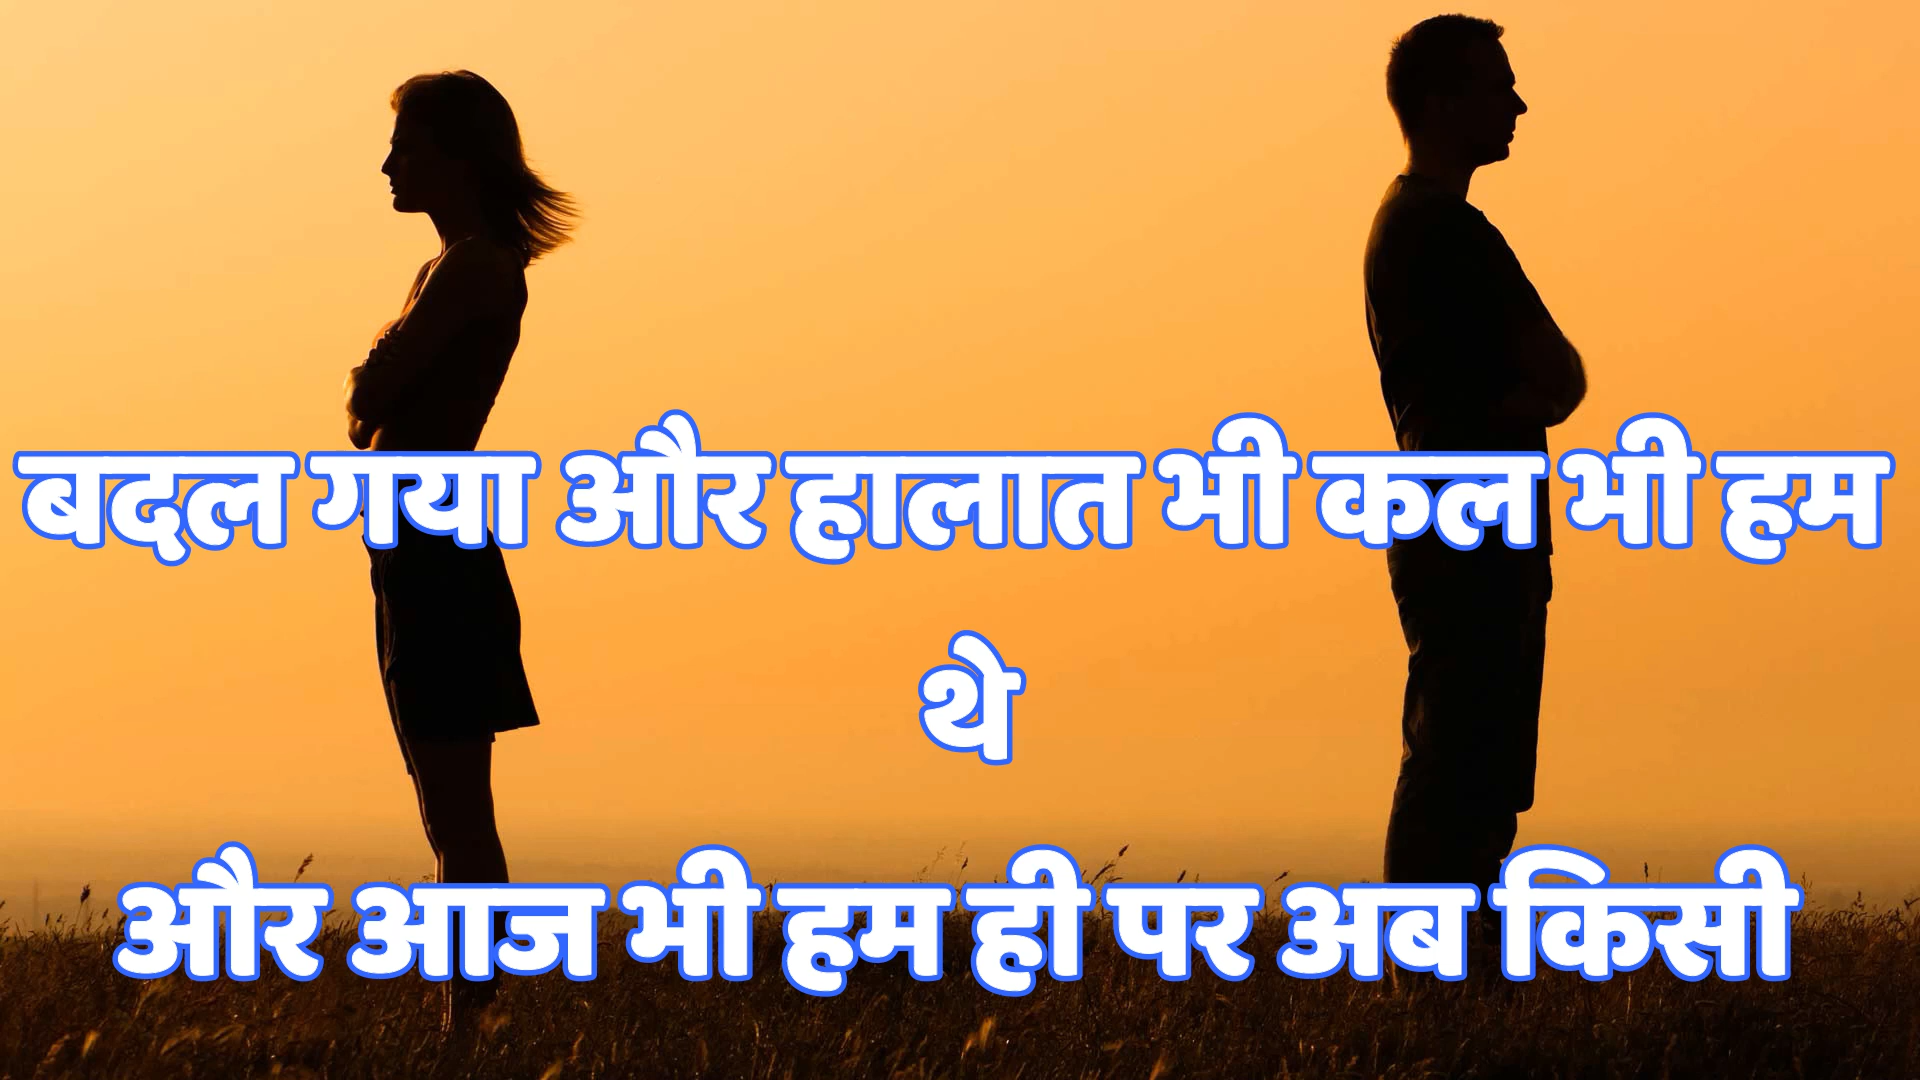 बदल गया और हालात भी कल भी हम
थे
और आज भी हम ही पर अब किसी